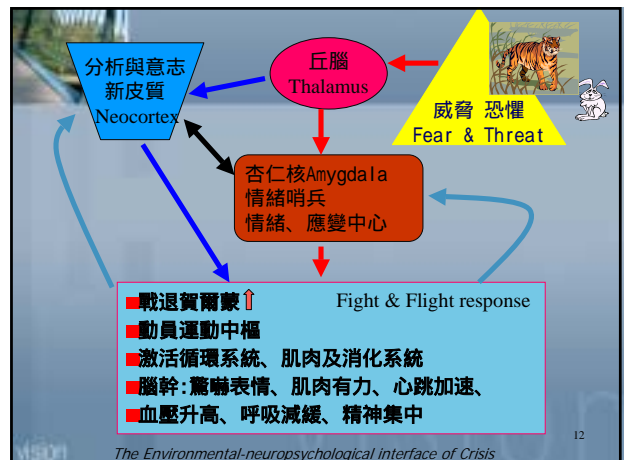 分析與意志
新皮質
Neocortex
丘腦
Thalamus
威脅 恐懼
Fear & Threat
杏仁核Amygdala
情緒哨兵
情緒、應變中心
戰退賀爾蒙⇧ Fight & Flight response
動員運動中樞
激活循環系統、肌肉及消化系統
腦幹:驚嚇表情、肌肉有力、心跳加速、
血壓升高、呼吸減緩、精神集中
12
The Environmental-neuropsychological interface of Crisis
vision